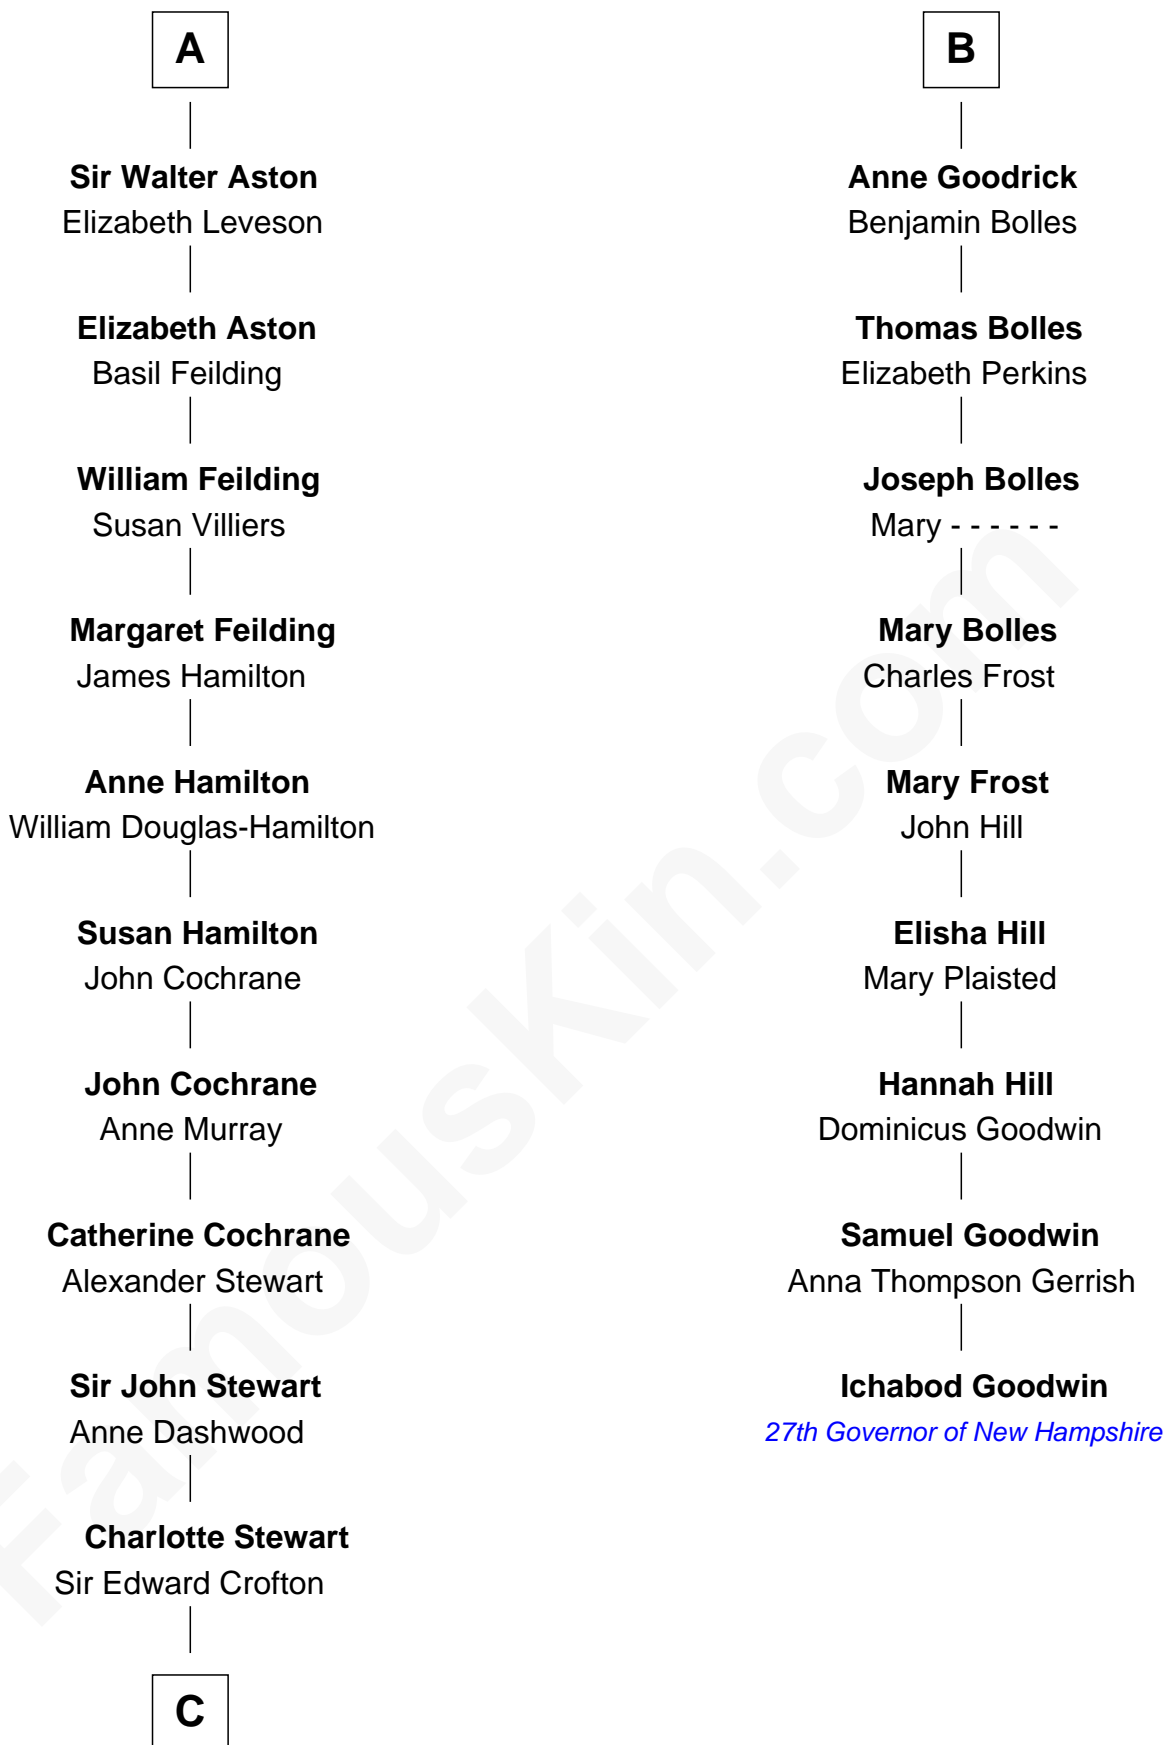 A
Sir Walter Aston
Elizabeth Leveson
Elizabeth Aston
Basil Feilding
William Feilding
Susan Villiers
Margaret Feilding
James Hamilton
Anne Hamilton
William Douglas-Hamilton
Susan Hamilton
John Cochrane
John Cochrane
Anne Murray
Catherine Cochrane
Alexander Stewart
Sir John Stewart
Anne Dashwood
Charlotte Stewart
Sir Edward Crofton
C
B
Anne Goodrick
Benjamin Bolles
Thomas Bolles
Elizabeth Perkins
Joseph Bolles
Mary - - - - - -
Mary Bolles
Charles Frost
Mary Frost
John Hill
Elisha Hill
Mary Plaisted
Hannah Hill
Dominicus Goodwin
Samuel Goodwin
Anna Thompson Gerrish
Ichabod Goodwin
27th Governor of New Hampshire
FamousKin.com